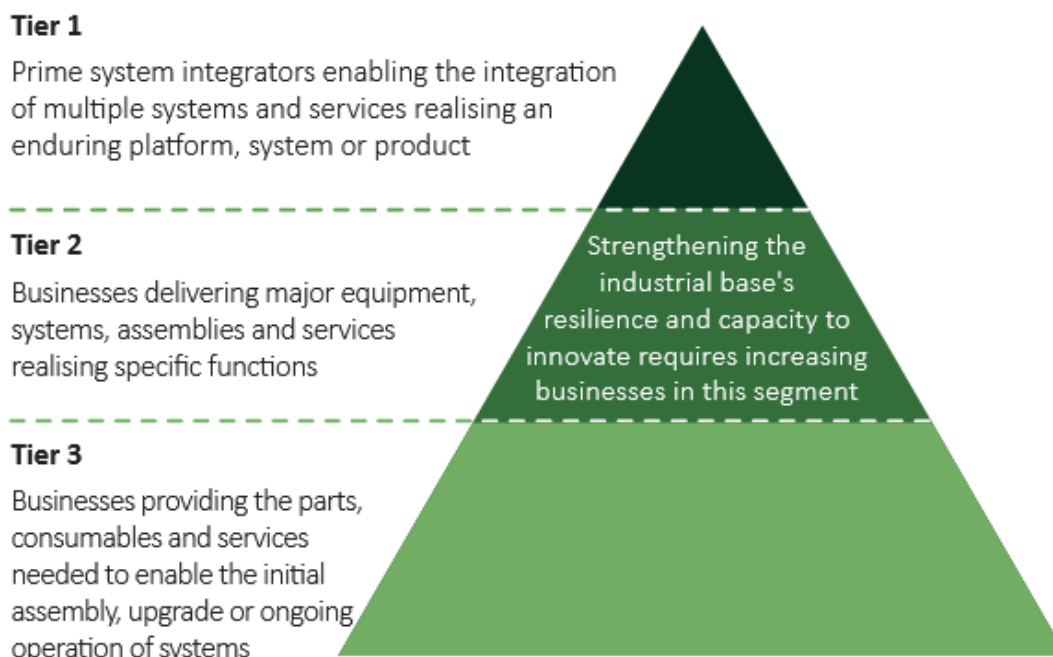 Tier 1
Prime system integrators enabling the integration
of multiple systems and services realising an
enduring platform, system or product
Tier 2
Businesses delivering major equipment,
systems, assemblies and services
realising specific functions
Strengthening the
industrial base's
resilience and capacity to
innovate requires increasing
businesses in this segment
Tier 3
Businesses providing the parts,
consumables and services
needed to enable the initial
assembly, upgrade or ongoing
operation of systems